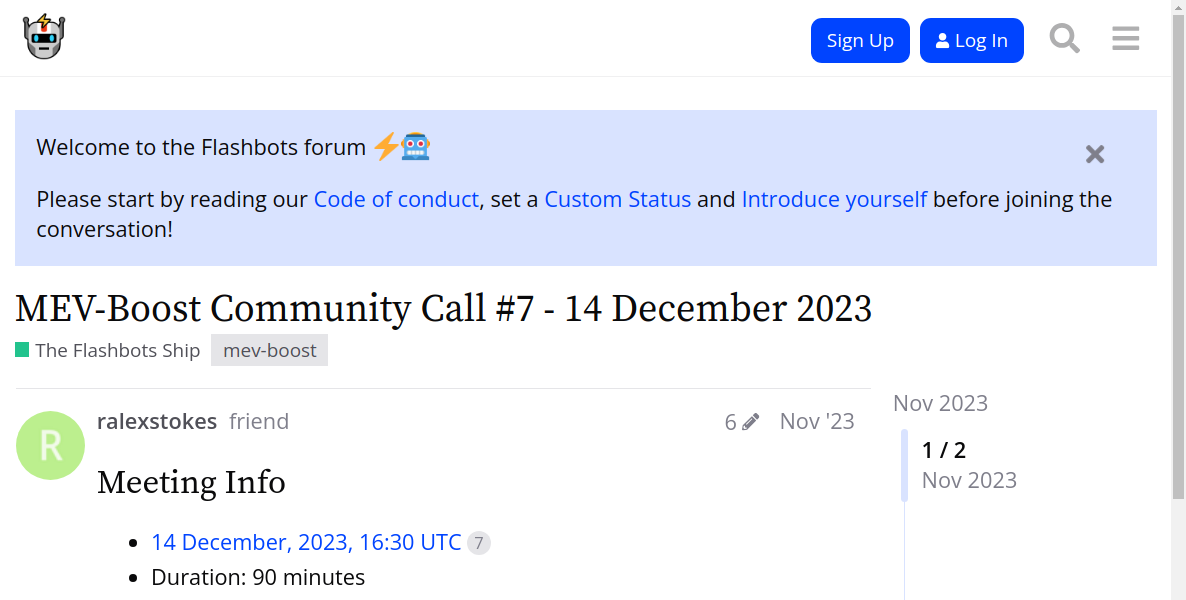 Sign Up
Log In
Welcome to the Flashbots forum
Please start by reading our Code of conduct, set a Custom Status and Introduce yourself before joining the
conversation!
MEV-Boost Community Call #7 - 14 December 2023
The Flashbots Ship mev-boost
R
ralexstokes friend 6 Nov '23
Meeting Info
14 December, 2023, 16:30 UTC 7
Duration: 90 minutes
Nov 2023
1 / 2
Nov 2023